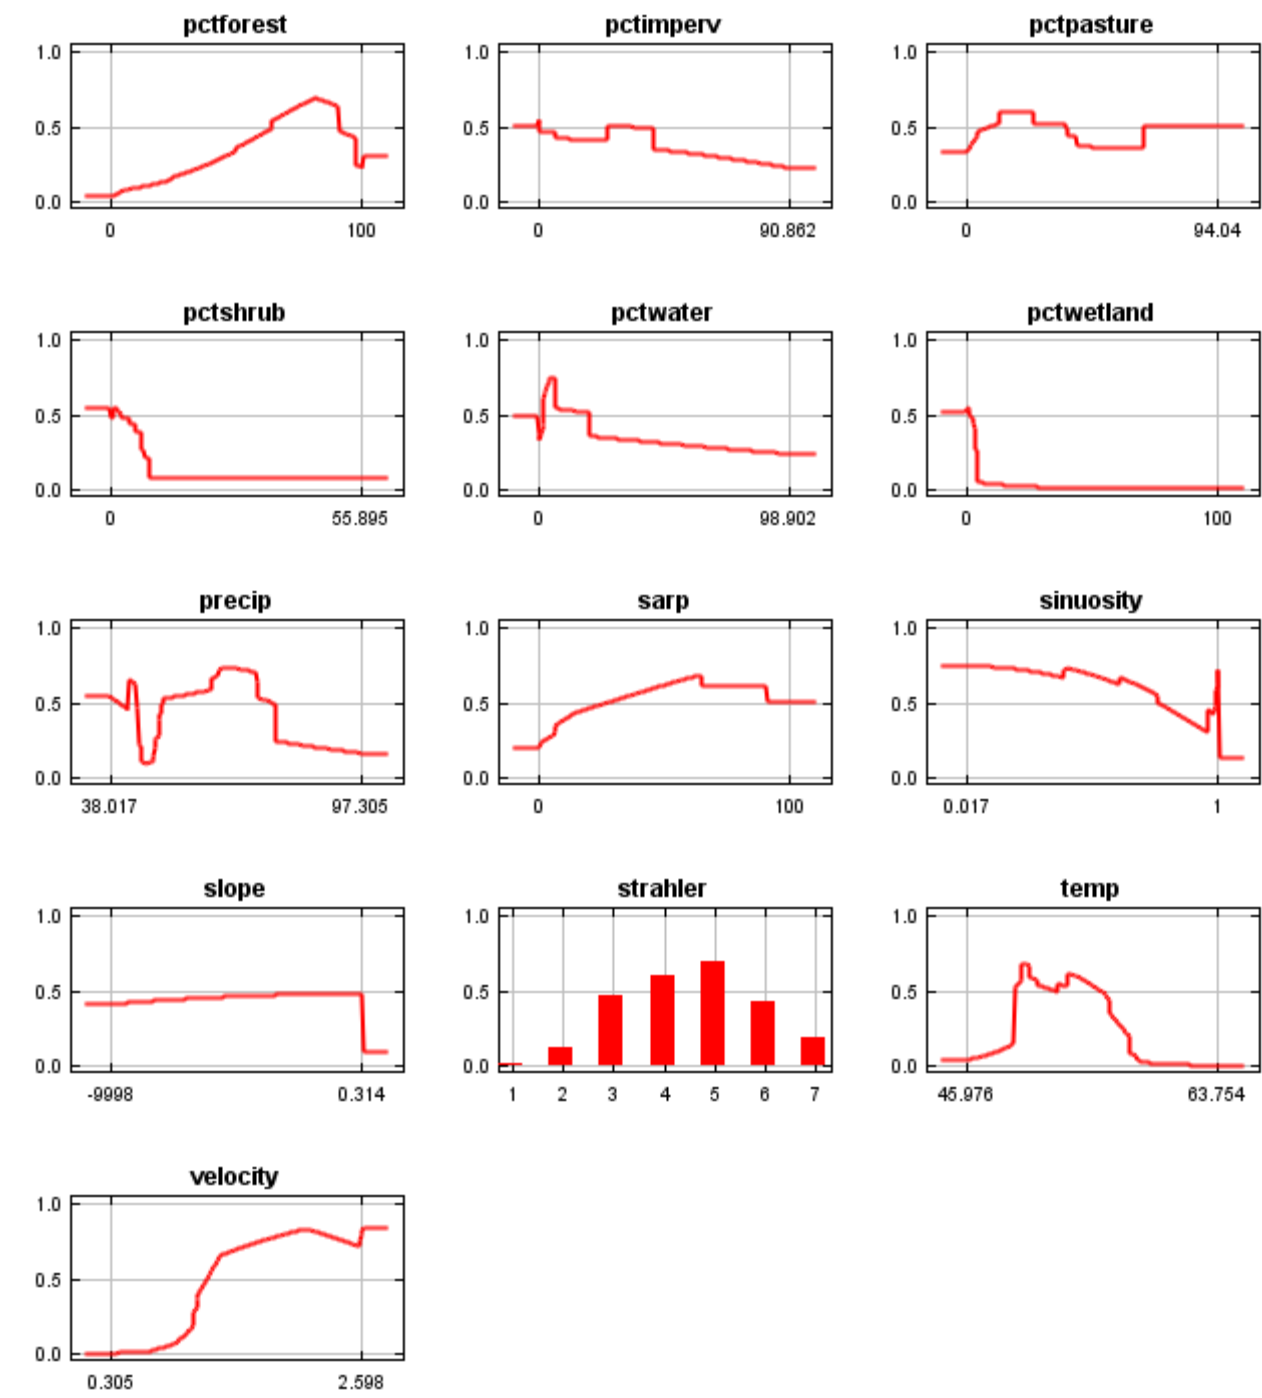 pctforest pctimperv pctpasture
1.0 1.0 1.0
0.5 0.5 0.5
0.0 0.0 0.0
0 100 0 90.862 0 94.04
pctshrub pctwater pctwetland
1.0 1.0 1.0
0.5 0.5 0.5
0.0 0.0 0.0
0 55.895 0 98.902 0 100
precip sarp sinuosity
1.0 1.0 1.0
0.5 0.5 0.5
0.0 0.0 0.0
38.017 97.305 0 100 0.017 1
slope strahler temp
1.0 1.0 1.0
0.5 0.5 0.5
0.0 0.0 0.0
-9998 0.314 1 2 3 4 5 6 7 45.976 63.754
velocity
1.0
0.5
0.0
0.305 2.598